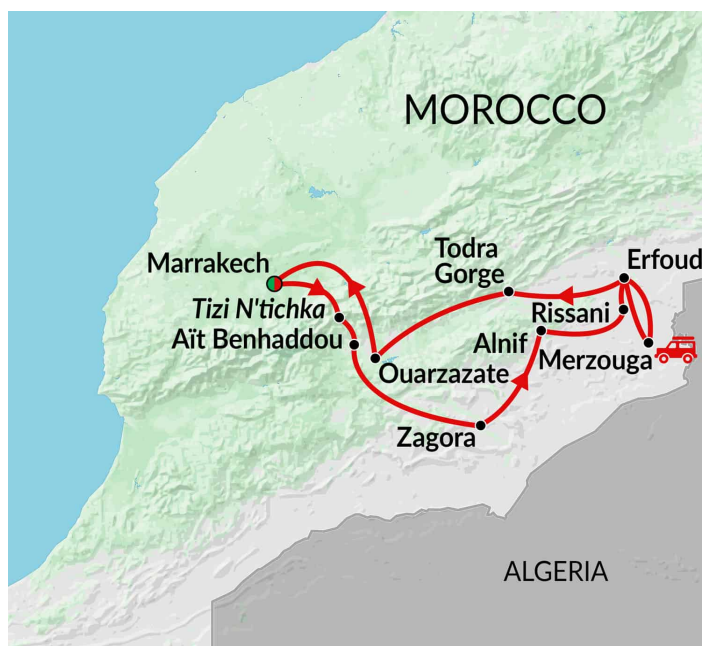 MOROCCO
Marrakech
Todra
Gorge
Erfoud
Tizi N'tichka
Rissani
Aït Benhaddou
Alnif
Merzouga
Ouarzazate
Zagora
ALGERIA